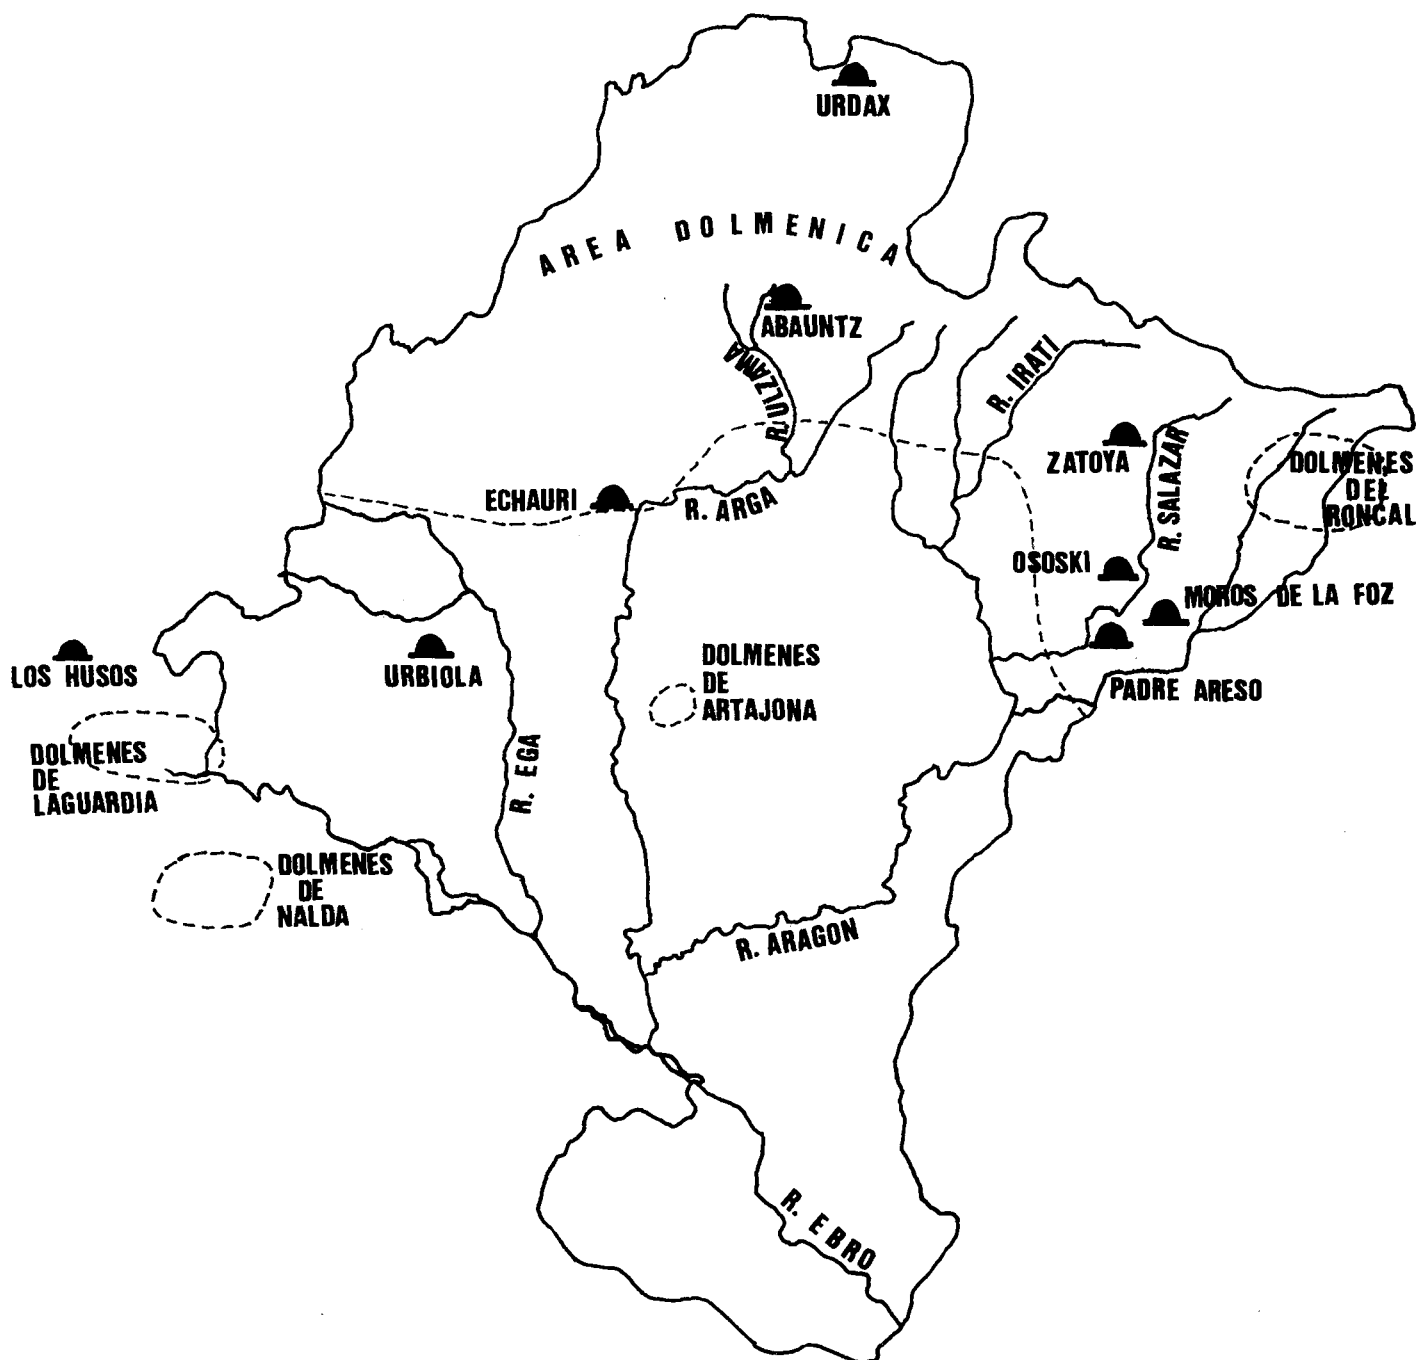 URDAX
AREA DOLMENICA
ABAUNTZ
R. ULZAMA
R. IRATI
ZATOYA
R. SALAZAR
DOLMENES
DEL
RONCAL
ECHAURI
R. ARGA
OSOSKI
MOROS DE LA FOZ
LOS HUSOS
URBIOLA
DOLMENES
DE
ARTAJONA
PADRE ARESO
DOLMENES
DE
LAGUARDIA
R. EGA
DOLMENES
DE
NALDA
R. ARAGON
R. EBRO